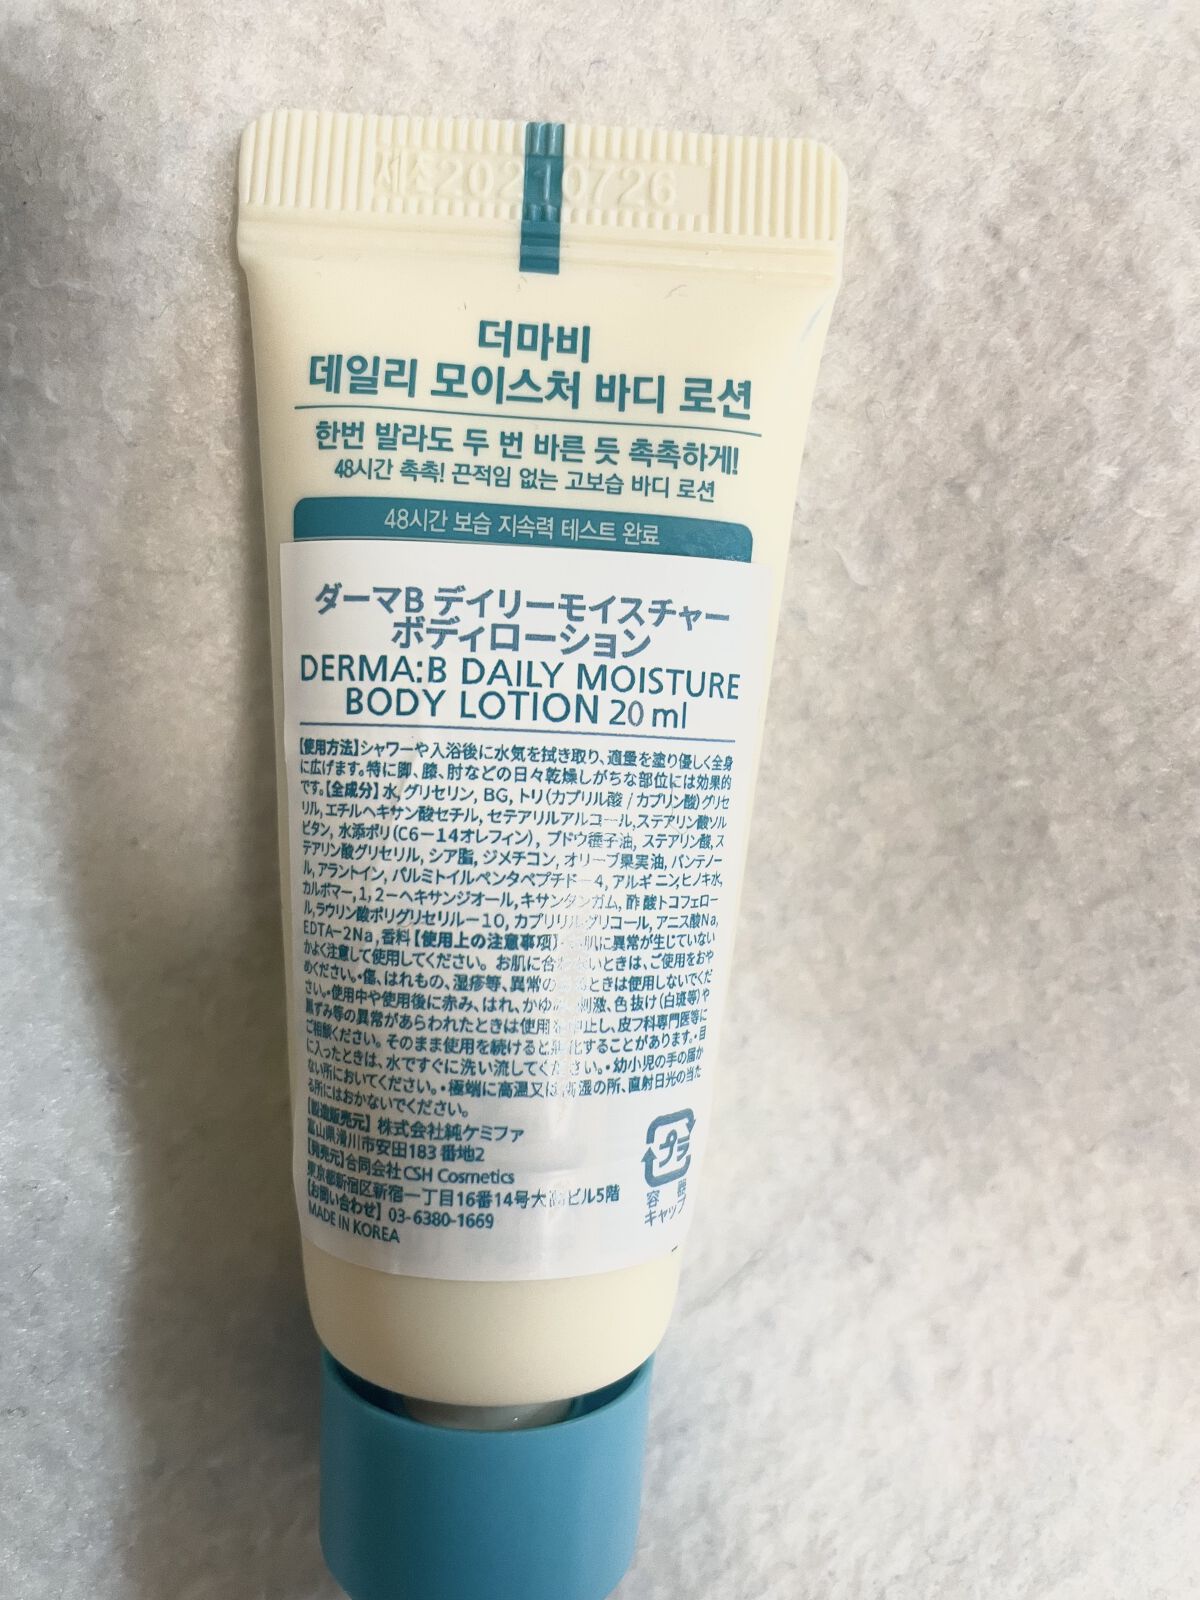 제조20210726
더마비
데일리 모이스처 바디 로션
한번 발라도 두 번 바른 듯 촉촉하게!
48시간 촉촉! 끈적임 없는 고보습 바디 로션
48시간 보습 지속력 테스트 완료
ダーマB デイリーモイスチャー
ボディローション
DERMA:B DAILY MOISTURE
BODY LOTION 20 ml
【使用方法】シャワーや入浴後に水気を拭き取り、適量を塗り優しく全身
に広げます。特に脚、膝、肘などの日々乾燥しがちな部位には効果的
です。【全成分】水, グリセリン, BG, トリ(カプリル酸 / カプリン酸)グリセ
リル, エチルヘキサン酸セチル, セテアリルアルコール, ステアリン酸ソル
ビタン, 水添ポリ(C6－14オレフィン), ブドウ種子油, ステアリン酸, ス
テアリン酸グリセリル, シア脂, ジメチコン, オリーブ果実油, パンテノー
ル, アラントイン, パルミトイルペンタペプチド－4, アルギニン, ヒノキ水,
カルボマー, 1, 2－ヘキサンジオール, キサンタンガム, 酢酸トコフェロー
ル, ラウリン酸ポリグリセリル－10, カプリリルグリコール, アニス酸Na,
EDTA－2Na, 香料【使用上の注意事項】・お肌に異常が生じていない
かよく注意して使用してください。お肌に合わないときは、ご使用をおや
めください。・傷、はれもの、湿疹等、異常のあるときは使用しないでくだ
さい。・使用中や使用後に赤み、はれ、かゆみ、刺激、色抜け(白斑等)や
黒ずみ等の異常があらわれたときは使用を中止し、皮フ科専門医等に
ご相談ください。そのまま使用を続けると悪化することがあります。・目
に入ったときは、水ですぐに洗い流してください。・幼小児の手の届か
ない所においてください。・極端に高温又は高湿の所、直射日光の当た
る所にはおかないでください。
【製造販売元】 株式会社純ケミファ
富山県滑川市安田183番地2
【発売元】合同会社CSH Cosmetics
東京都新宿区新宿一丁目16番14号大 ビル5階
【お問い合わせ】 03-6380-1669
MADE IN KOREA
プラ
容器
キャップ